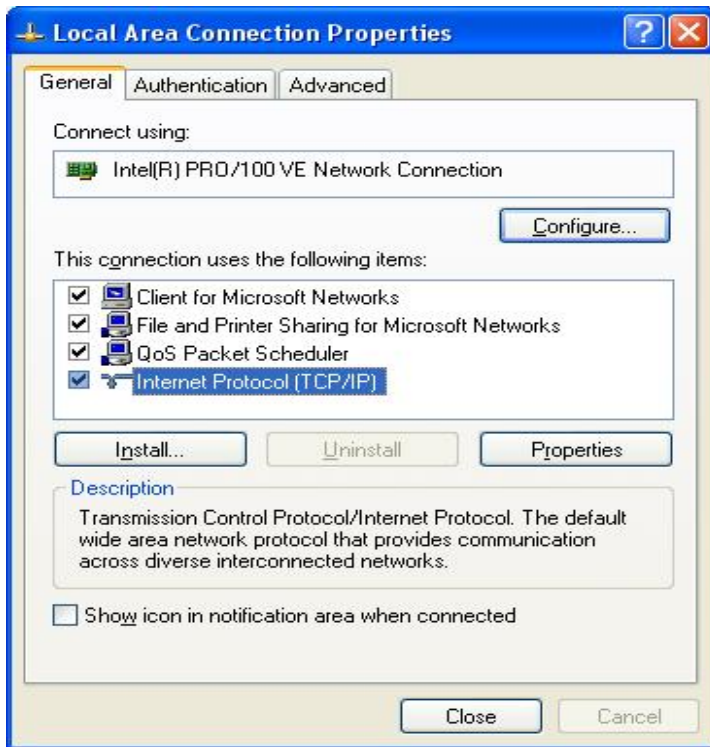 Local Area Connection Properties
General Authentication Advanced
Connect using:
Intel(R) PRO/100 VE Network Connection
Configure...
This connection uses the following items:
Client for Microsoft Networks
File and Printer Sharing for Microsoft Networks
QoS Packet Scheduler
Internet Protocol (TCP/IP)
Install... Uninstall Properties
Description
Transmission Control Protocol/Internet Protocol. The default
wide area network protocol that provides communication
across diverse interconnected networks.
Show icon in notification area when connected
Close Cancel